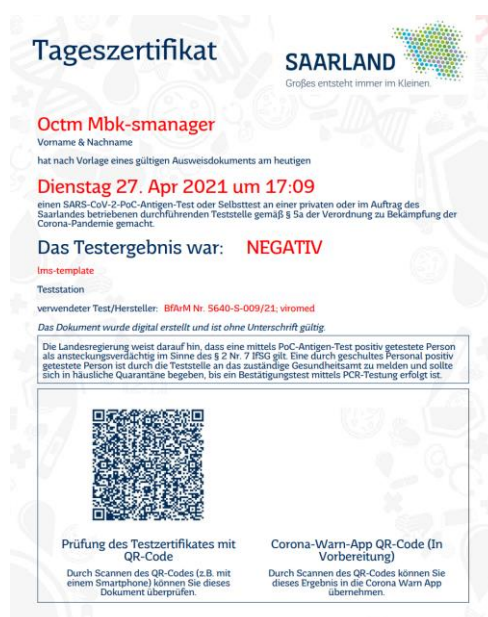 Tageszertifikat
SAARLAND
Großes entsteht immer im Kleinen.
Octm Mbk-smanager
Vorname & Nachname
hat nach Vorlage eines gültigen Ausweisdokuments am heutigen
Dienstag 27. Apr 2021 um 17:09
einen SARS-CoV-2-PoC-Antigen-Test oder Selbsttest an einer privaten oder im Auftrag des
Saarlandes betriebenen durchführenden Teststelle gemäß § 5a der Verordnung zu Bekämpfung der
Corona-Pandemie gemacht.
Das Testergebnis war: NEGATIV
lms-template
Teststation
verwendeter Test/Hersteller: BfArM Nr. 5640-S-009/21; viromed
Das Dokument wurde digital erstellt und ist ohne Unterschrift gültig.
Die Landesregierung weist darauf hin, dass eine mittels PoC-Antigen-Test positiv getestete Person
als ansteckungsverdächtig im Sinne des § 2 Nr. 7 IfSG gilt. Eine durch geschultes Personal positiv
getestete Person ist durch die Teststelle an das zuständige Gesundheitsamt zu melden und sollte
sich in häusliche Quarantäne begeben, bis ein Bestätigungstest mittels PCR-Testung erfolgt ist.
Prüfung des Testzertifikates mit
QR-Code
Durch Scannen des QR-Codes (z.B. mit
einem Smartphone) können Sie dieses
Dokument überprüfen.
Corona-Warn-App QR-Code (In
Vorbereitung)
Durch Scannen des QR-Codes können Sie
dieses Ergebnis in die Corona Warn App
übernehmen.